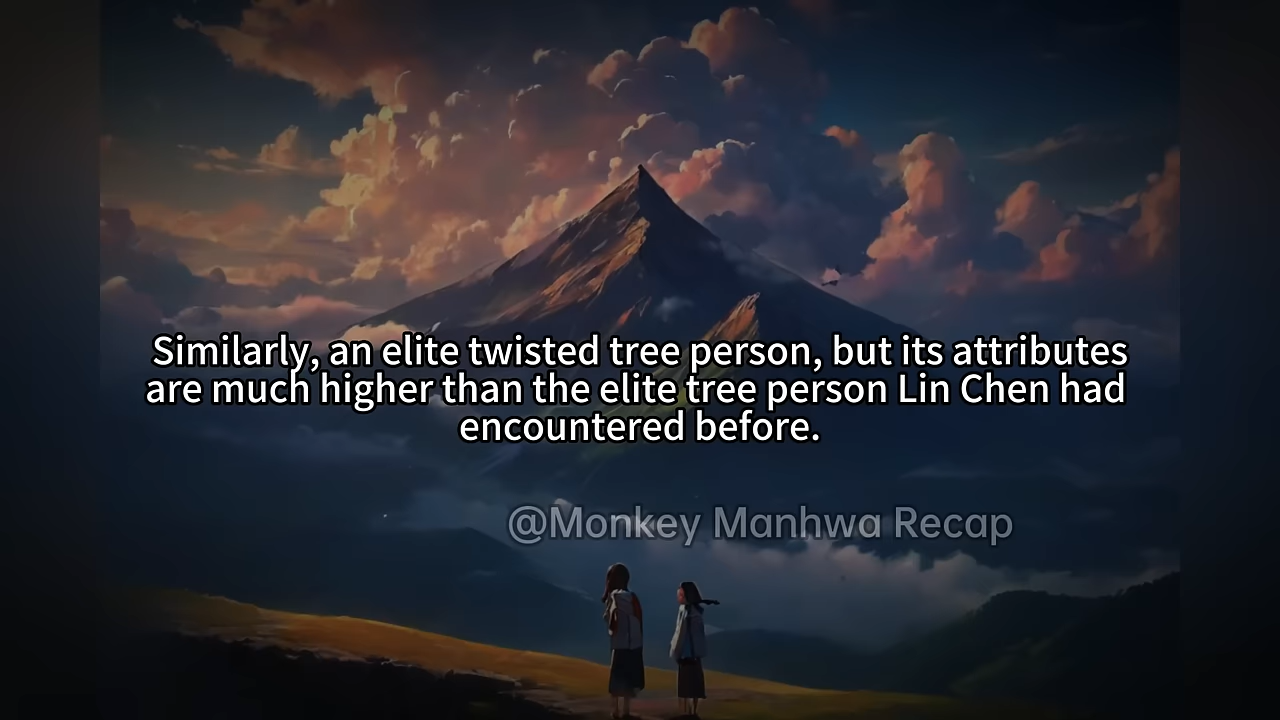 Similarly, an elite twisted tree person, but its attributes
are much higher than the elite tree person Lin Chen had
encountered before.
@Monkey Manhwa Recap